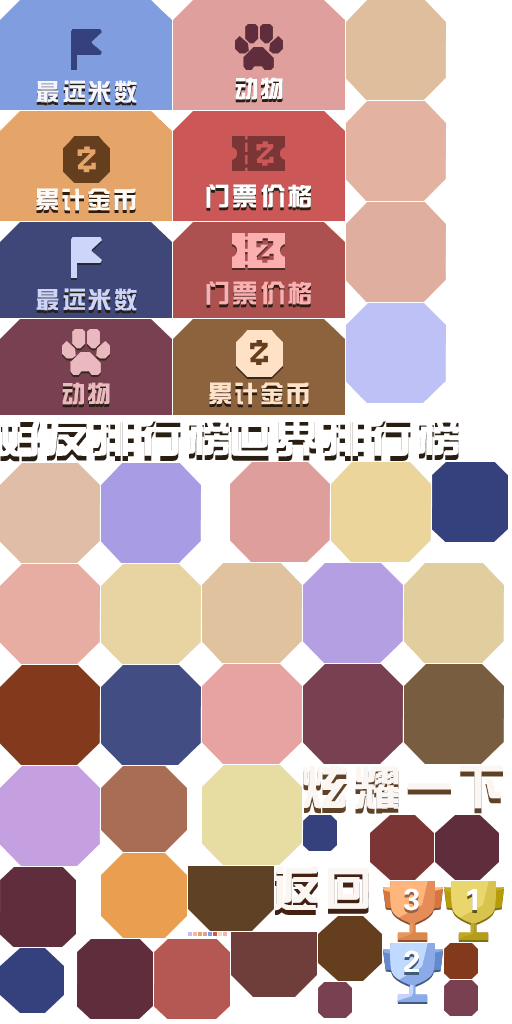 最远米数
动物
累计金币
门票价格
最远米数
门票价格
动物
累计金币
好友排行榜世界排行榜
炫耀一下
返回
3
1
2